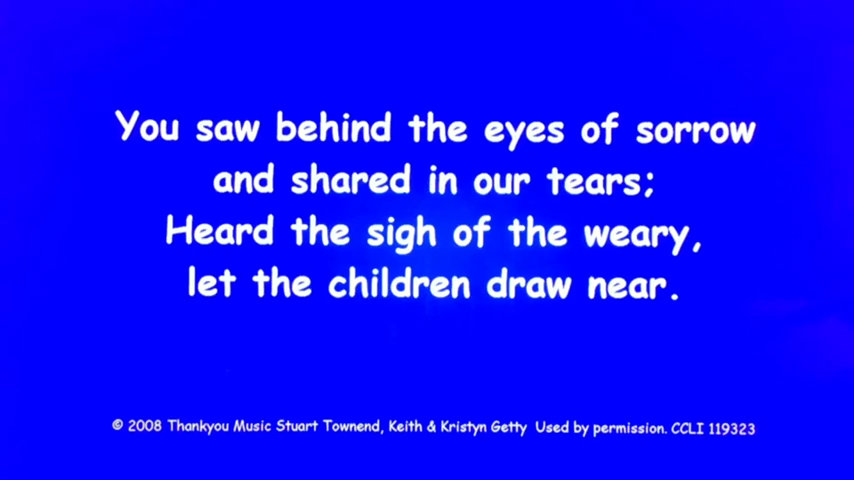 You saw behind the eyes of sorrow
and shared in our tears;
Heard the sigh of the weary,
let the children draw near.
© 2008 Thankyou Music Stuart Townend, Keith & Kristyn Getty Used by permission. CCLI 119323